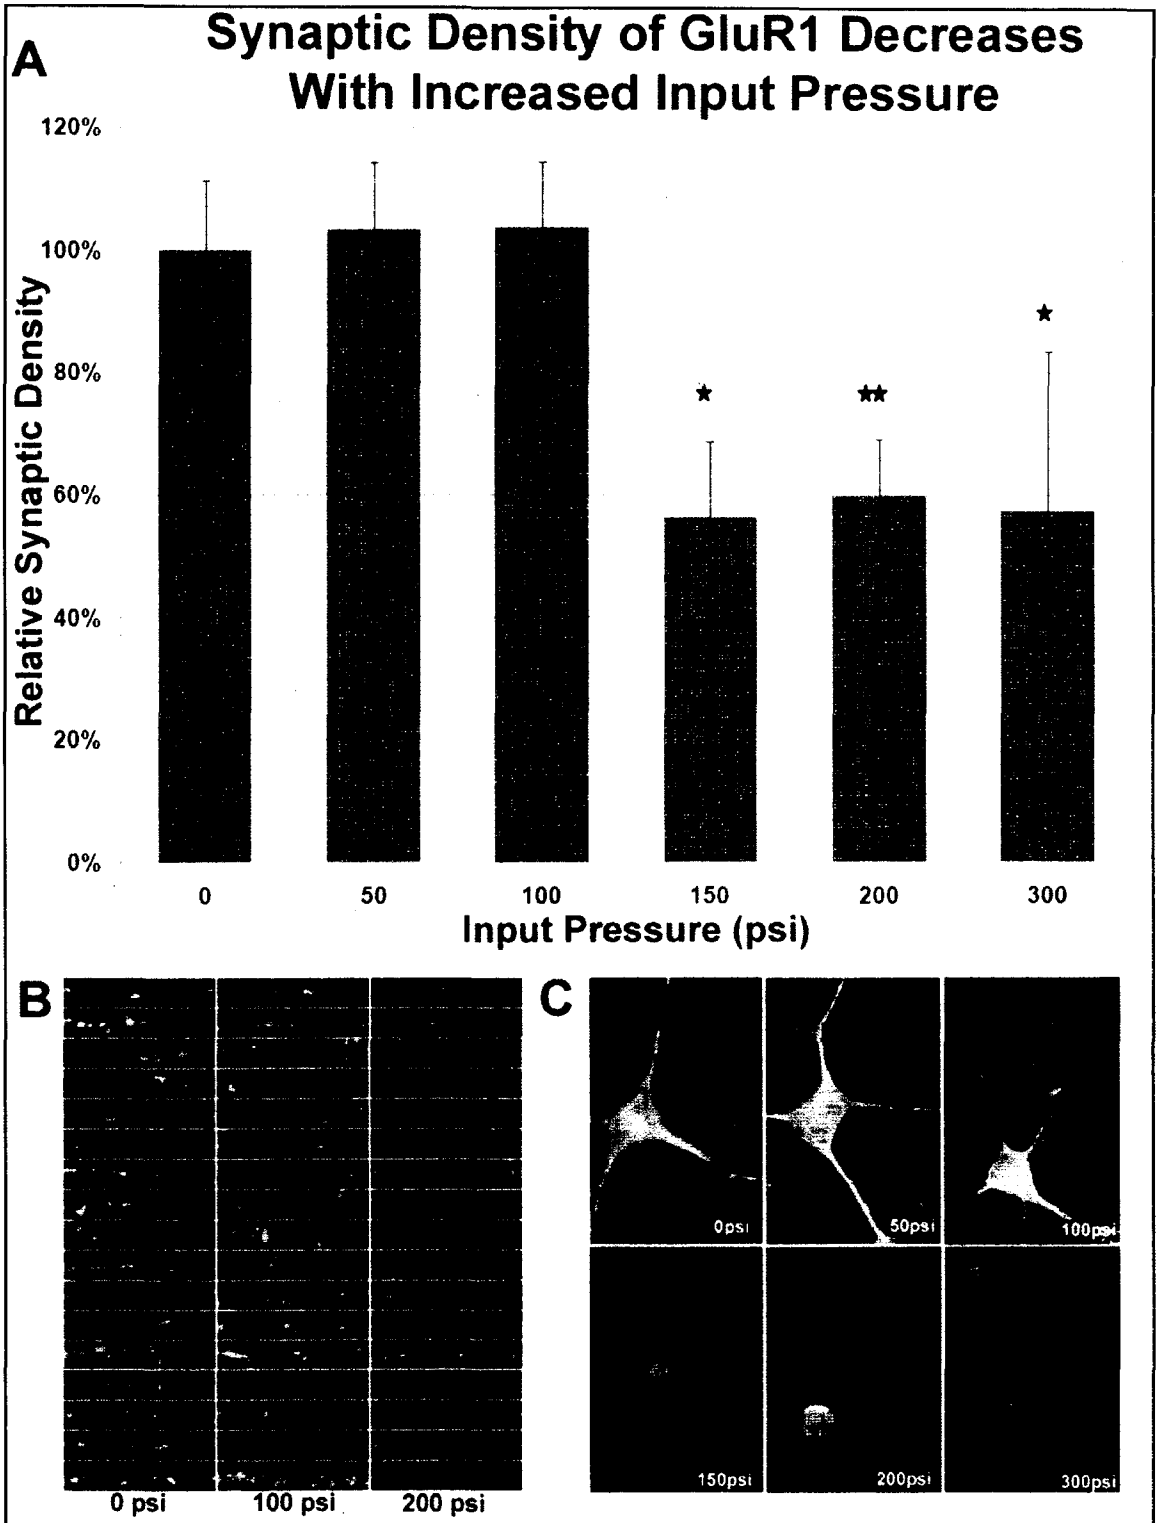 A
Synaptic Density of GluR1 Decreases
With Increased Input Pressure
120%
100%
80%
60%
40%
20%
0%
Relative Synaptic Density
★
★★
★
0 50 100 150 200 300
Input Pressure (psi)
B
0 psi 100 psi 200 psi
C
0psi 50psi 100psi
150psi 200psi 300psi